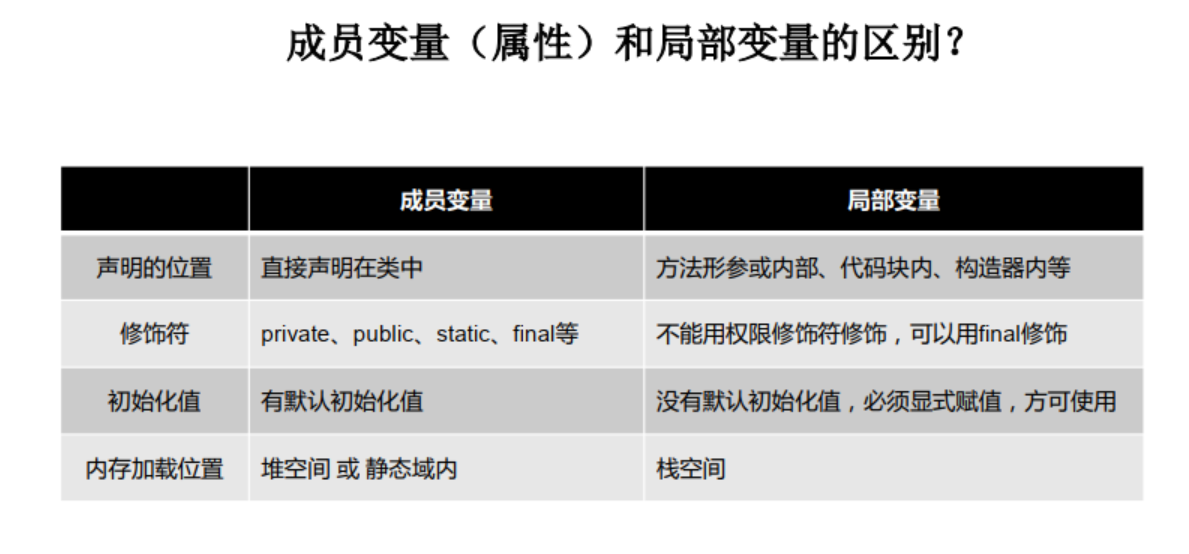 成员变量（属性）和局部变量的区别？
成员变量 局部变量
声明的位置 直接声明在类中 方法形参或内部、代码块内、构造器内等
修饰符 private、public、static、final等 不能用权限修饰符修饰，可以用final修饰
初始化值 有默认初始化值 没有默认初始化值，必须显式赋值，方可使用
内存加载位置 堆空间 或 静态域内 栈空间